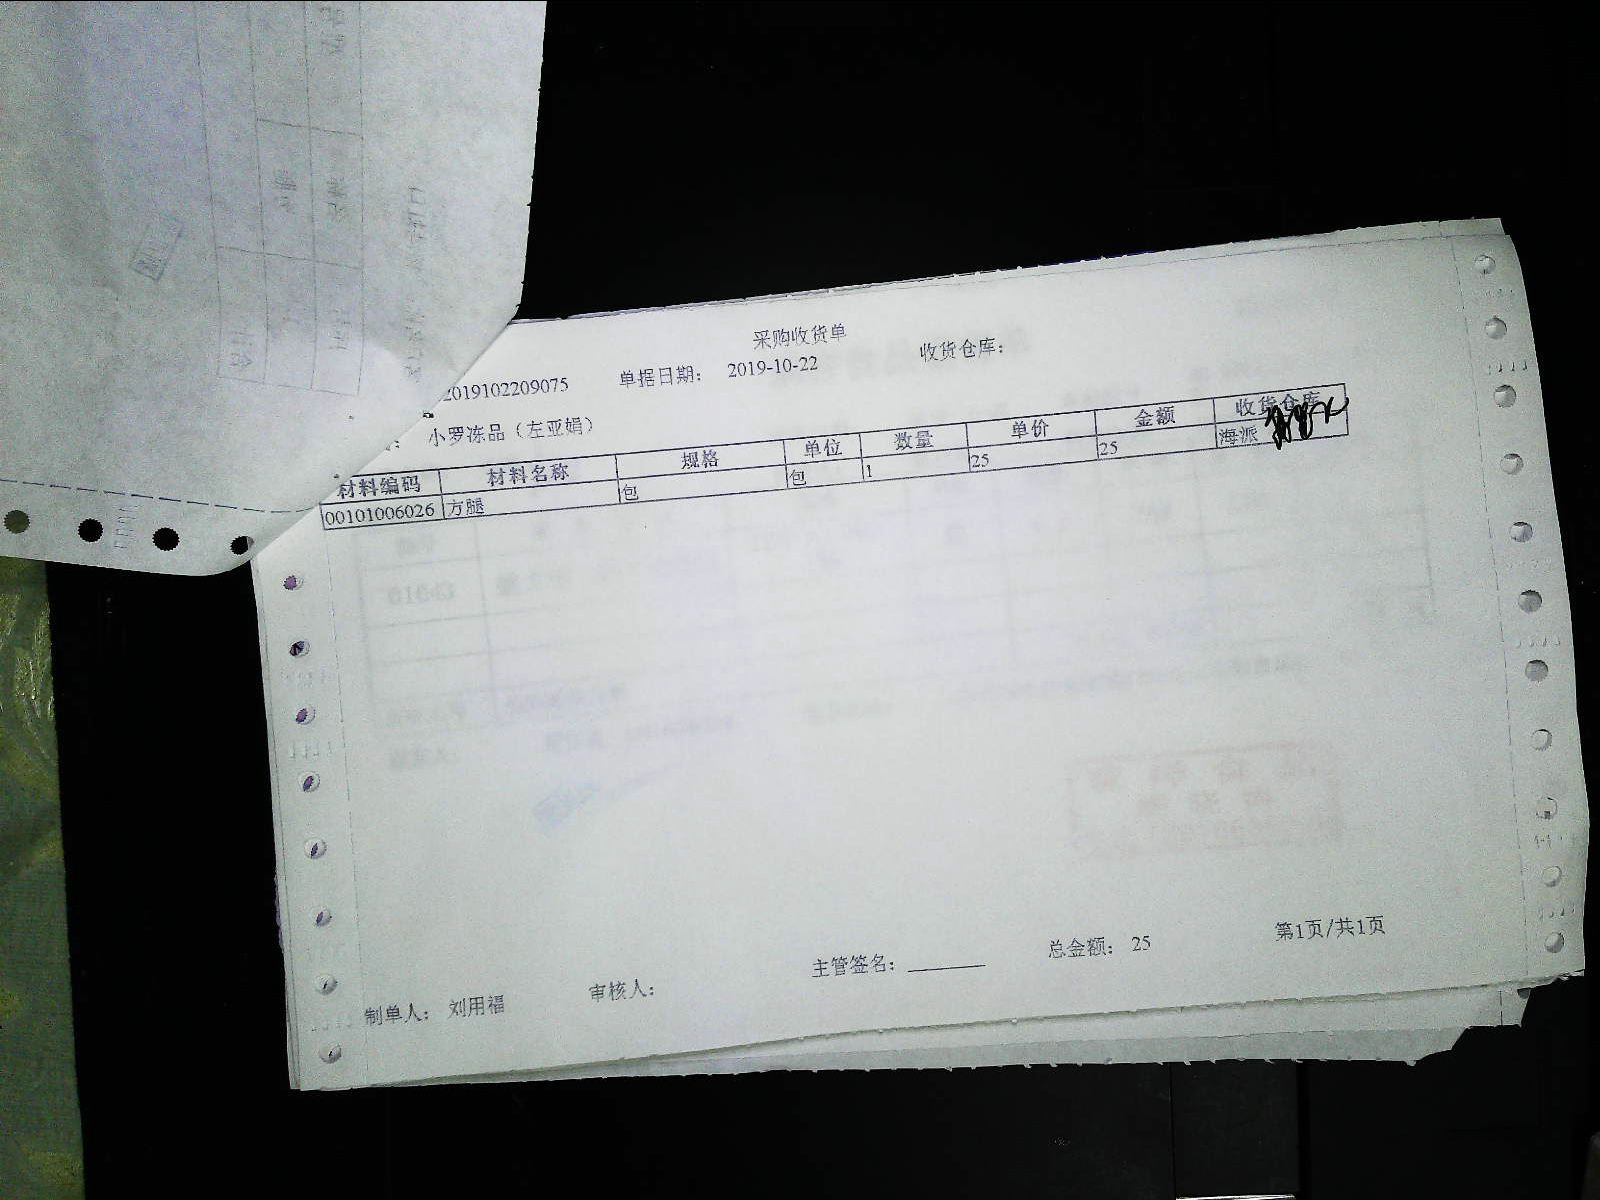 采购收货单
2019102209075 单据日期： 2019-10-22 收货仓库：
： 小罗冻品（左亚娟）
材料编码 材料名称 规格 单位 数量 单价 金额 收货仓库
00101006026 方腿 包 包 1 25 25 海派
主管签名： 总金额： 25 第1页/共1页
制单人： 刘用福 审核人：